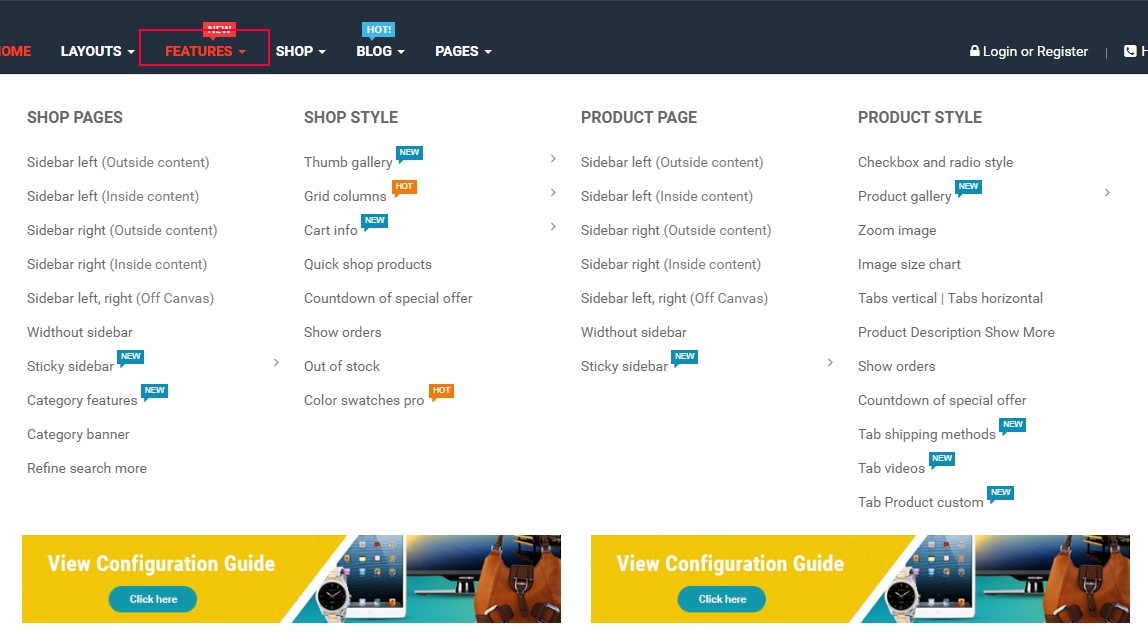 NEW HOT!
LAYOUTS FEATURES SHOP BLOG PAGES Login or Register
SHOP PAGES
Sidebar left (Outside content)
Sidebar left (Inside content)
Sidebar right (Outside content)
Sidebar right (Inside content)
Sidebar left, right (Off Canvas)
Widthout sidebar
Sticky sidebar NEW
Category features NEW
Category banner
Refine search more
SHOP STYLE
Thumb gallery NEW
Grid columns HOT
Cart info NEW
Quick shop products
Countdown of special offer
Show orders
Out of stock
Color swatches pro HOT
PRODUCT PAGE
Sidebar left (Outside content)
Sidebar left (Inside content)
Sidebar right (Outside content)
Sidebar right (Inside content)
Sidebar left, right (Off Canvas)
Widthout sidebar
Sticky sidebar NEW
PRODUCT STYLE
Checkbox and radio style
Product gallery NEW
Zoom image
Image size chart
Tabs vertical | Tabs horizontal
Product Description Show More
Show orders
Countdown of special offer
Tab shipping methods NEW
Tab videos NEW
Tab Product custom NEW
View Configuration Guide
Click here
View Configuration Guide
Click here